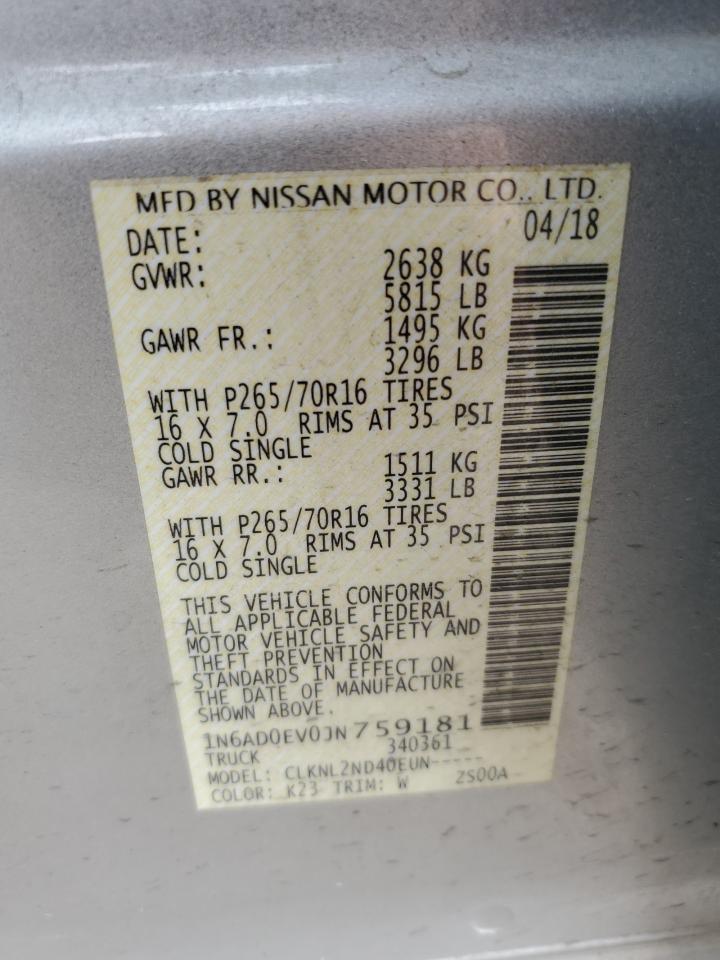 MFD BY NISSAN MOTOR CO., LTD.
DATE: 04/18
GVWR: 2638 KG
5815 LB
GAWR FR.: 1495 KG
3296 LB
WITH P265/70R16 TIRES
16 X 7.0 RIMS AT 35 PSI
COLD SINGLE
GAWR RR.: 1511 KG
3331 LB
WITH P265/70R16 TIRES
16 X 7.0 RIMS AT 35 PSI
COLD SINGLE
THIS VEHICLE CONFORMS TO
ALL APPLICABLE FEDERAL
MOTOR VEHICLE SAFETY AND
THEFT PREVENTION
STANDARDS IN EFFECT ON
THE DATE OF MANUFACTURE
SHOWN ABOVE.
1N6AD0EV0JN759181
TRUCK 340361
MODEL: CLKNL2ND40EUN-----
COLOR: K23 TRIM: W ZS00A